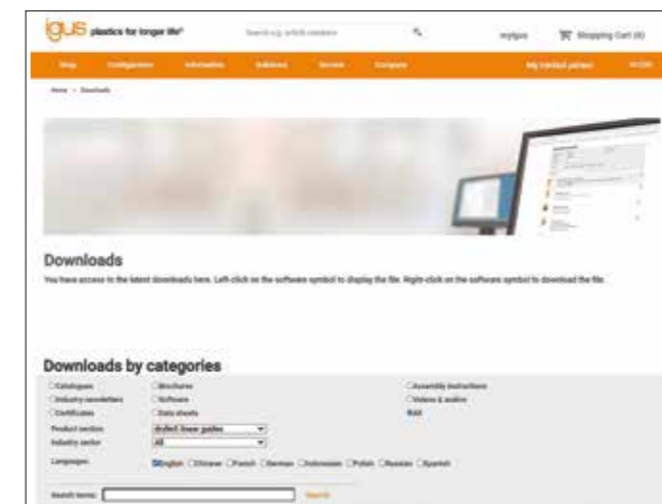 igus plastics for longer life®
Search e.g. article numbers
myigus
Shopping Cart (0)
Shop Configurators Information Industries Service Company
My contact person
Home > Downloads
Downloads
You have access to the latest downloads here. Left-click on the software symbol to display the file. Right-click on the software symbol to download the file.
Downloads by categories
Catalogues Brochures Assembly instructions
Industry newsletters Software Videos & audios
Certificates Data sheets All
Product section drylin® linear guides
Industry sector All
Languages English Chinese French German Indonesian Polish Russian Spanish
Search terms: Search